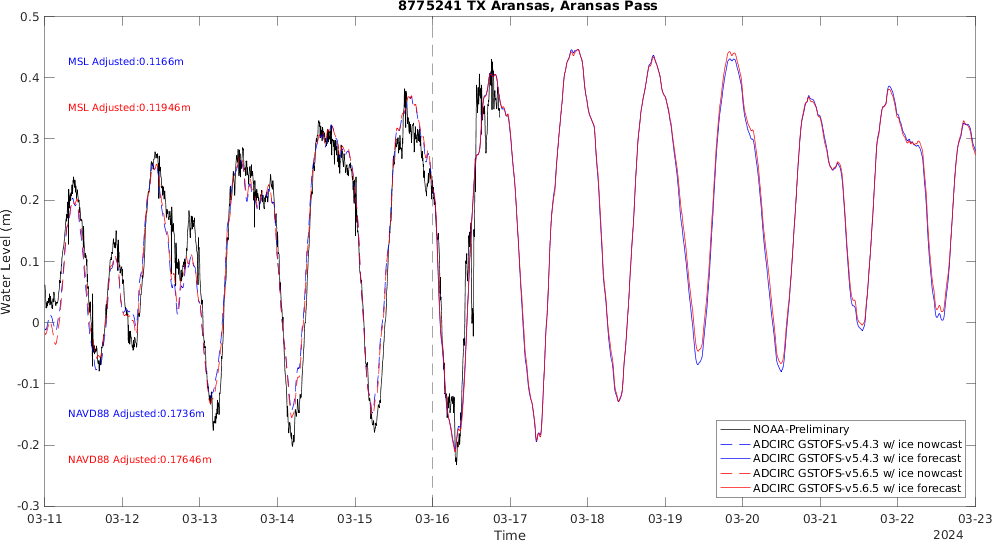 8775241 TX Aransas, Aransas Pass
0.5
0.4
0.3
0.2
0.1
0
-0.1
-0.2
-0.3
Water Level (m)
MSL Adjusted:0.1166m
MSL Adjusted:0.11946m
NAVD88 Adjusted:0.1736m
NAVD88 Adjusted:0.17646m
NOAA-Preliminary
ADCIRC GSTOFS-v5.4.3 w/ ice nowcast
ADCIRC GSTOFS-v5.4.3 w/ ice forecast
ADCIRC GSTOFS-v5.6.5 w/ ice nowcast
ADCIRC GSTOFS-v5.6.5 w/ ice forecast
03-11 03-12 03-13 03-14 03-15 03-16 03-17 03-18 03-19 03-20 03-21 03-22 03-23
Time
2024